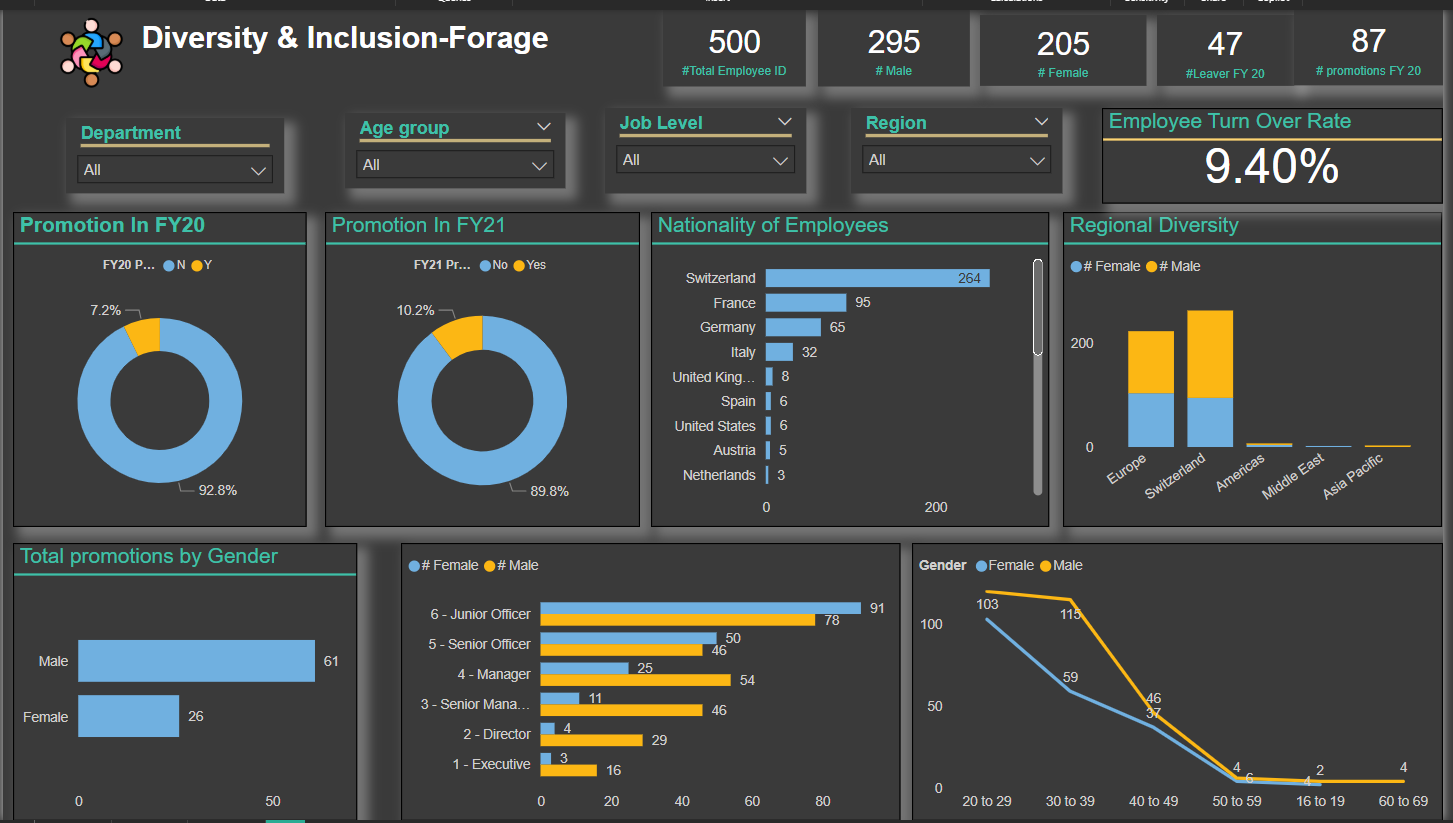 Diversity & Inclusion-Forage
500
#Total Employee ID
295
# Male
205
# Female
47
#Leaver FY 20
87
# promotions FY 20
Department
All
Age group
All
Job Level
All
Region
All
Employee Turn Over Rate
9.40%
Promotion In FY20
FY20 P... N Y
7.2%
92.8%
Promotion In FY21
FY21 Pr... No Yes
10.2%
89.8%
Nationality of Employees
Switzerland 264
France 95
Germany 65
Italy 32
United King... 8
Spain 6
United States 6
Austria 5
Netherlands 3
0 200
Regional Diversity
# Female # Male
200
0
Europe
Switzerland
Americas
Middle East
Asia Pacific
Total promotions by Gender
Male 61
Female 26
0 50
# Female # Male
6 - Junior Officer 91
78
5 - Senior Officer 50
46
4 - Manager 25
54
3 - Senior Mana... 11
46
2 - Director 4
29
1 - Executive 3
16
0 20 40 60 80
Gender Female Male
103
100
115
59
50
46
37
4
6
4
2
4
0
20 to 29 30 to 39 40 to 49 50 to 59 16 to 19 60 to 69